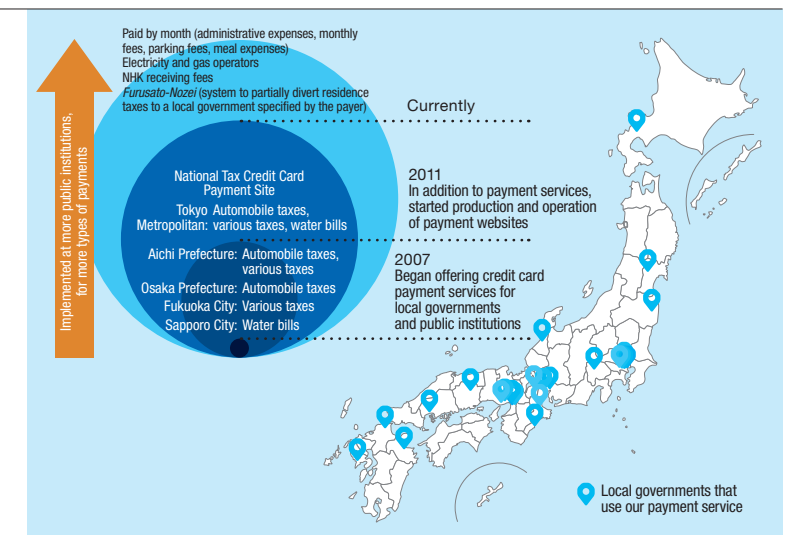 Paid by month (administrative expenses, monthly
fees, parking fees, meal expenses)
Electricity and gas operators
NHK receiving fees
Furusato-Nozei (system to partially divert residence
taxes to a local government specified by the payer)
Currently
Implemented at more public institutions,
for more types of payments
National Tax Credit Card
Payment Site
Tokyo Automobile taxes,
Metropolitan: various taxes, water bills
2011
In addition to payment services,
started production and operation
of payment websites
Aichi Prefecture: Automobile taxes,
various taxes
Osaka Prefecture: Automobile taxes
Fukuoka City: Various taxes
Sapporo City: Water bills
2007
Began offering credit card
payment services for
local governments
and public institutions
Local governments that
use our payment service